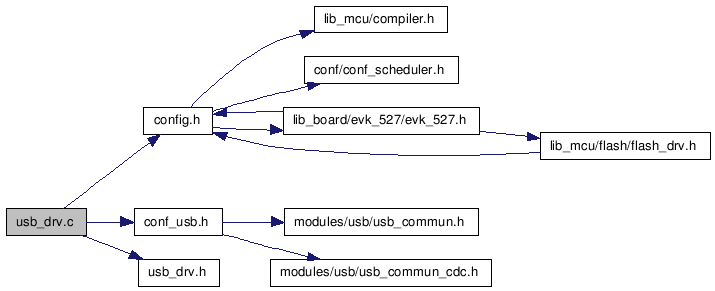 lib_mcu/compiler.h
conf/conf_scheduler.h
config.h
lib_board/evk_527/evk_527.h
lib_mcu/flash/flash_drv.h
usb_drv.c
conf_usb.h
modules/usb/usb_commun.h
usb_drv.h
modules/usb/usb_commun_cdc.h